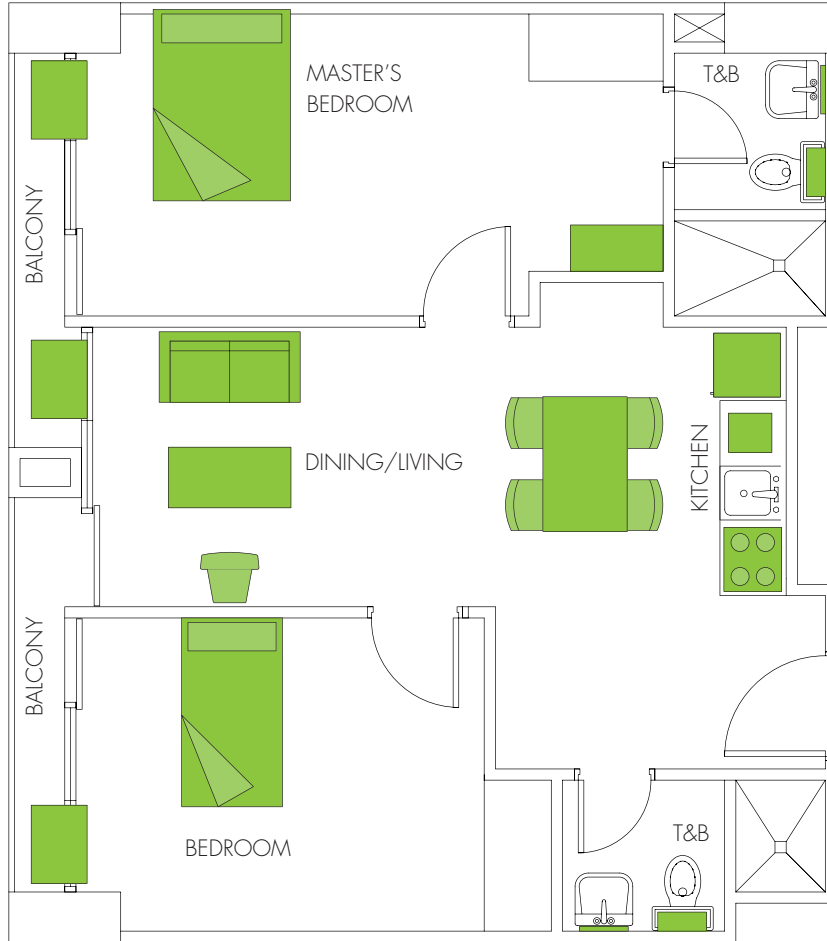 MASTER'S
BEDROOM
T&B
BALCONY
DINING/LIVING
KITCHEN
BALCONY
BEDROOM
T&B